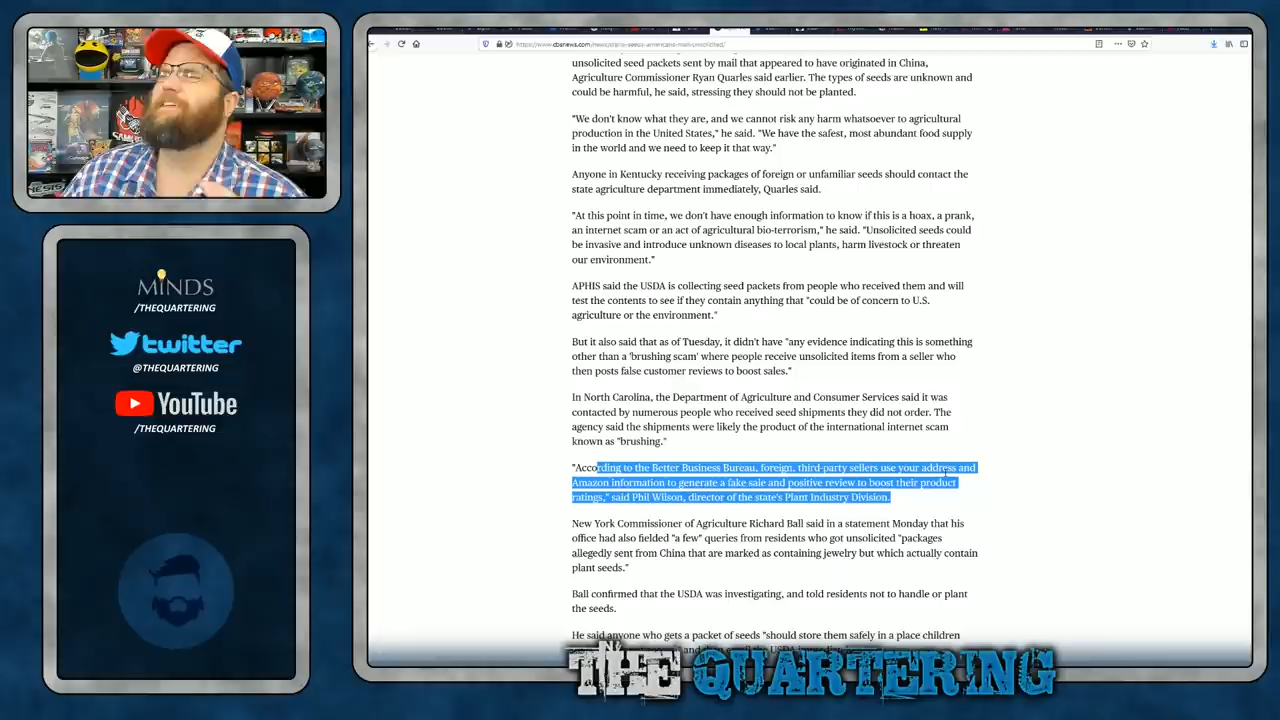 https://www.cbsnews.com/news/china-seeds-americans-mail-unsolicited/
unsolicited seed packets sent by mail that appeared to have originated in China,
Agriculture Commissioner Ryan Quarles said earlier. The types of seeds are unknown and
could be harmful, he said, stressing they should not be planted.
"We don't know what they are, and we cannot risk any harm whatsoever to agricultural
production in the United States," he said. "We have the safest, most abundant food supply
in the world and we need to keep it that way."
Anyone in Kentucky receiving packages of foreign or unfamiliar seeds should contact the
state agriculture department immediately, Quarles said.
"At this point in time, we don't have enough information to know if this is a hoax, a prank,
an internet scam or an act of agricultural bio-terrorism," he said. "Unsolicited seeds could
be invasive and introduce unknown diseases to local plants, harm livestock or threaten
our environment."
APHIS said the USDA is collecting seed packets from people who received them and will
test the contents to see if they contain anything that "could be of concern to U.S.
agriculture or the environment."
But it also said that as of Tuesday, it didn't have "any evidence indicating this is something
other than a 'brushing scam' where people receive unsolicited items from a seller who
then posts false customer reviews to boost sales."
In North Carolina, the Department of Agriculture and Consumer Services said it was
contacted by numerous people who received seed shipments they did not order. The
agency said the shipments were likely the product of the international internet scam
known as "brushing."
"According to the Better Business Bureau, foreign, third-party sellers use your address and
Amazon information to generate a fake sale and positive review to boost their product
ratings," said Phil Wilson, director of the state's Plant Industry Division.
New York Commissioner of Agriculture Richard Ball said in a statement Monday that his
office had also fielded "a few" queries from residents who got unsolicited "packages
allegedly sent from China that are marked as containing jewelry but which actually contain
plant seeds."
Ball confirmed that the USDA was investigating, and told residents not to handle or plant
the seeds.
He said anyone who gets a packet of seeds "should store them safely in a place children
MINDS
/THEQUARTERING
twitter
@THEQUARTERING
YouTube
/THEQUARTERING
THE QUARTERING